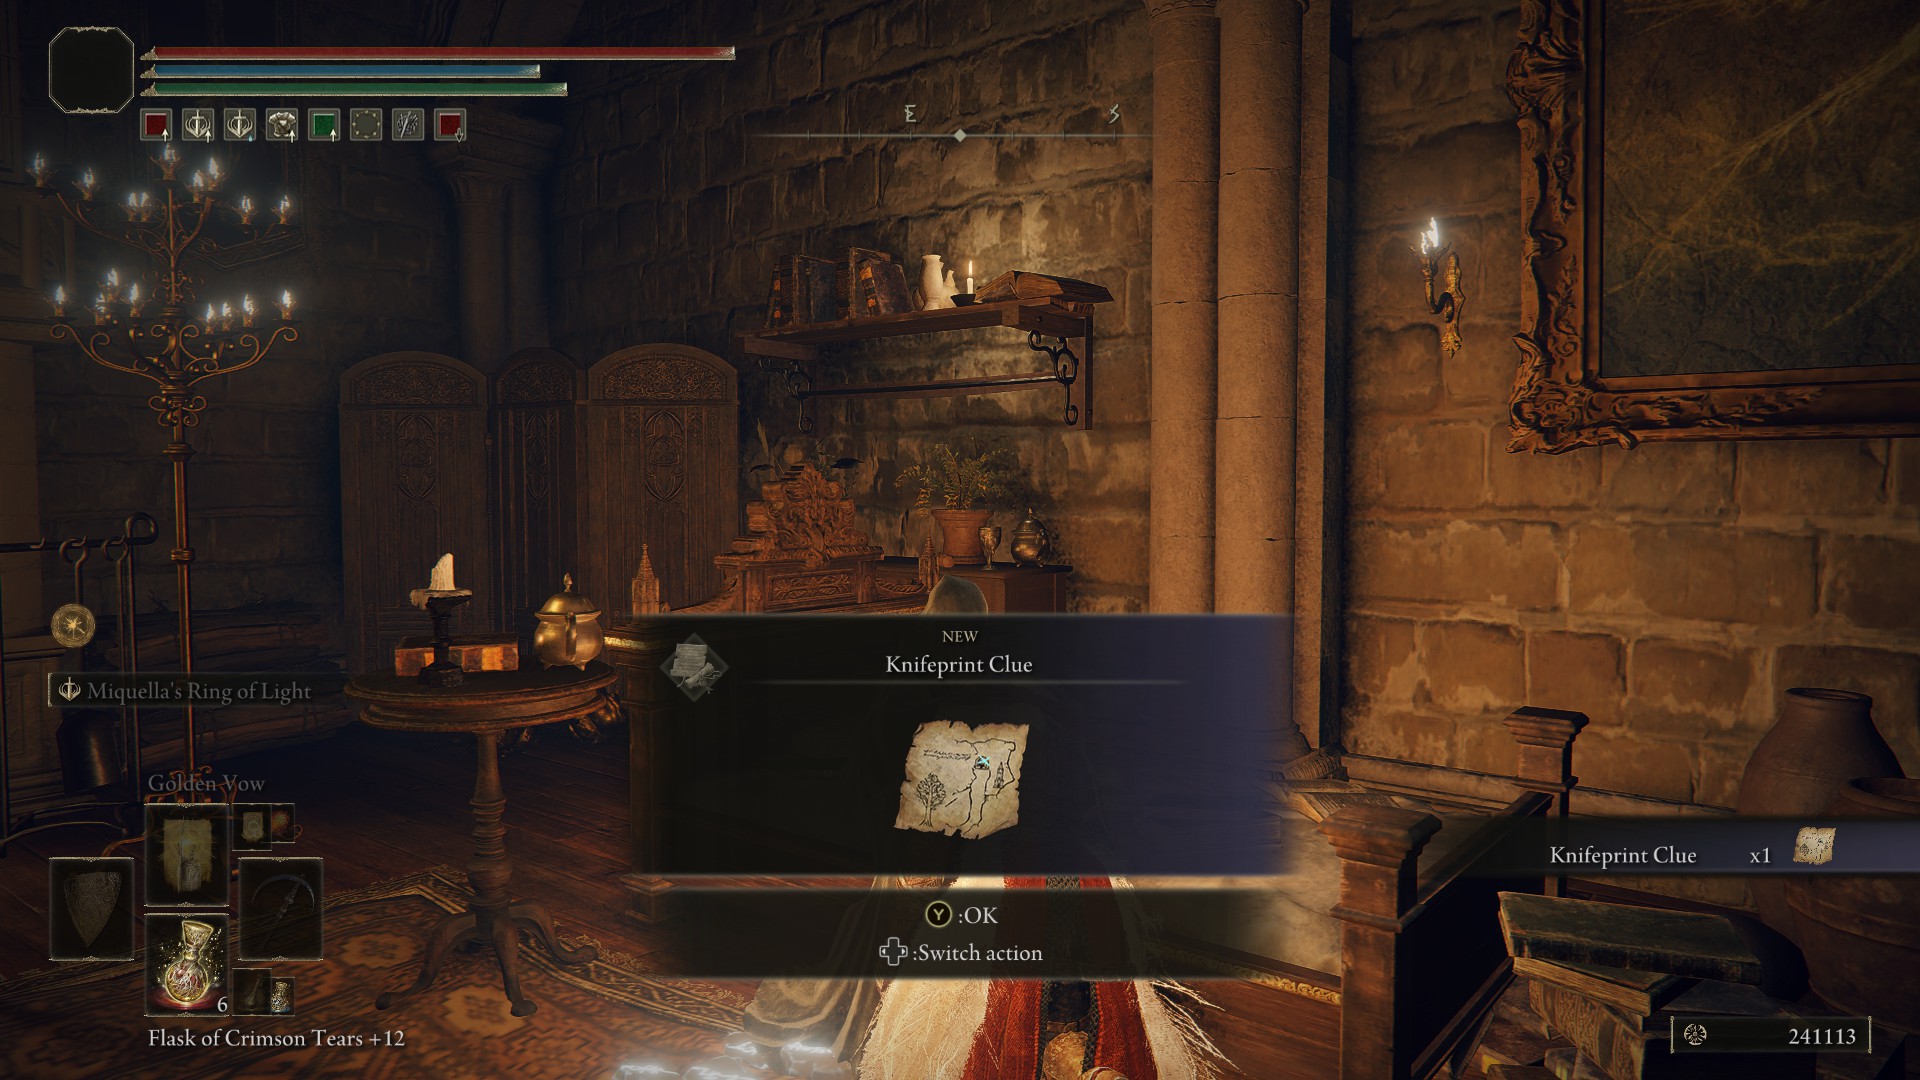 E S
Miquella's Ring of Light
Golden Vow
6
Flask of Crimson Tears +12
NEW
Knifeprint Clue
Y :OK
:Switch action
Knifeprint Clue x1
241113